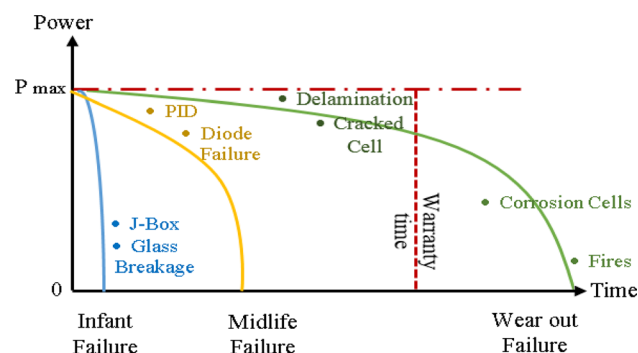 Power
P max
PID
Diode
Failure
Delamination
Cracked
Cell
J-Box
Glass
Breakage
Warranty
time
Corrosion Cells
Fires
0
Time
Infant
Failure
Midlife
Failure
Wear out
Failure